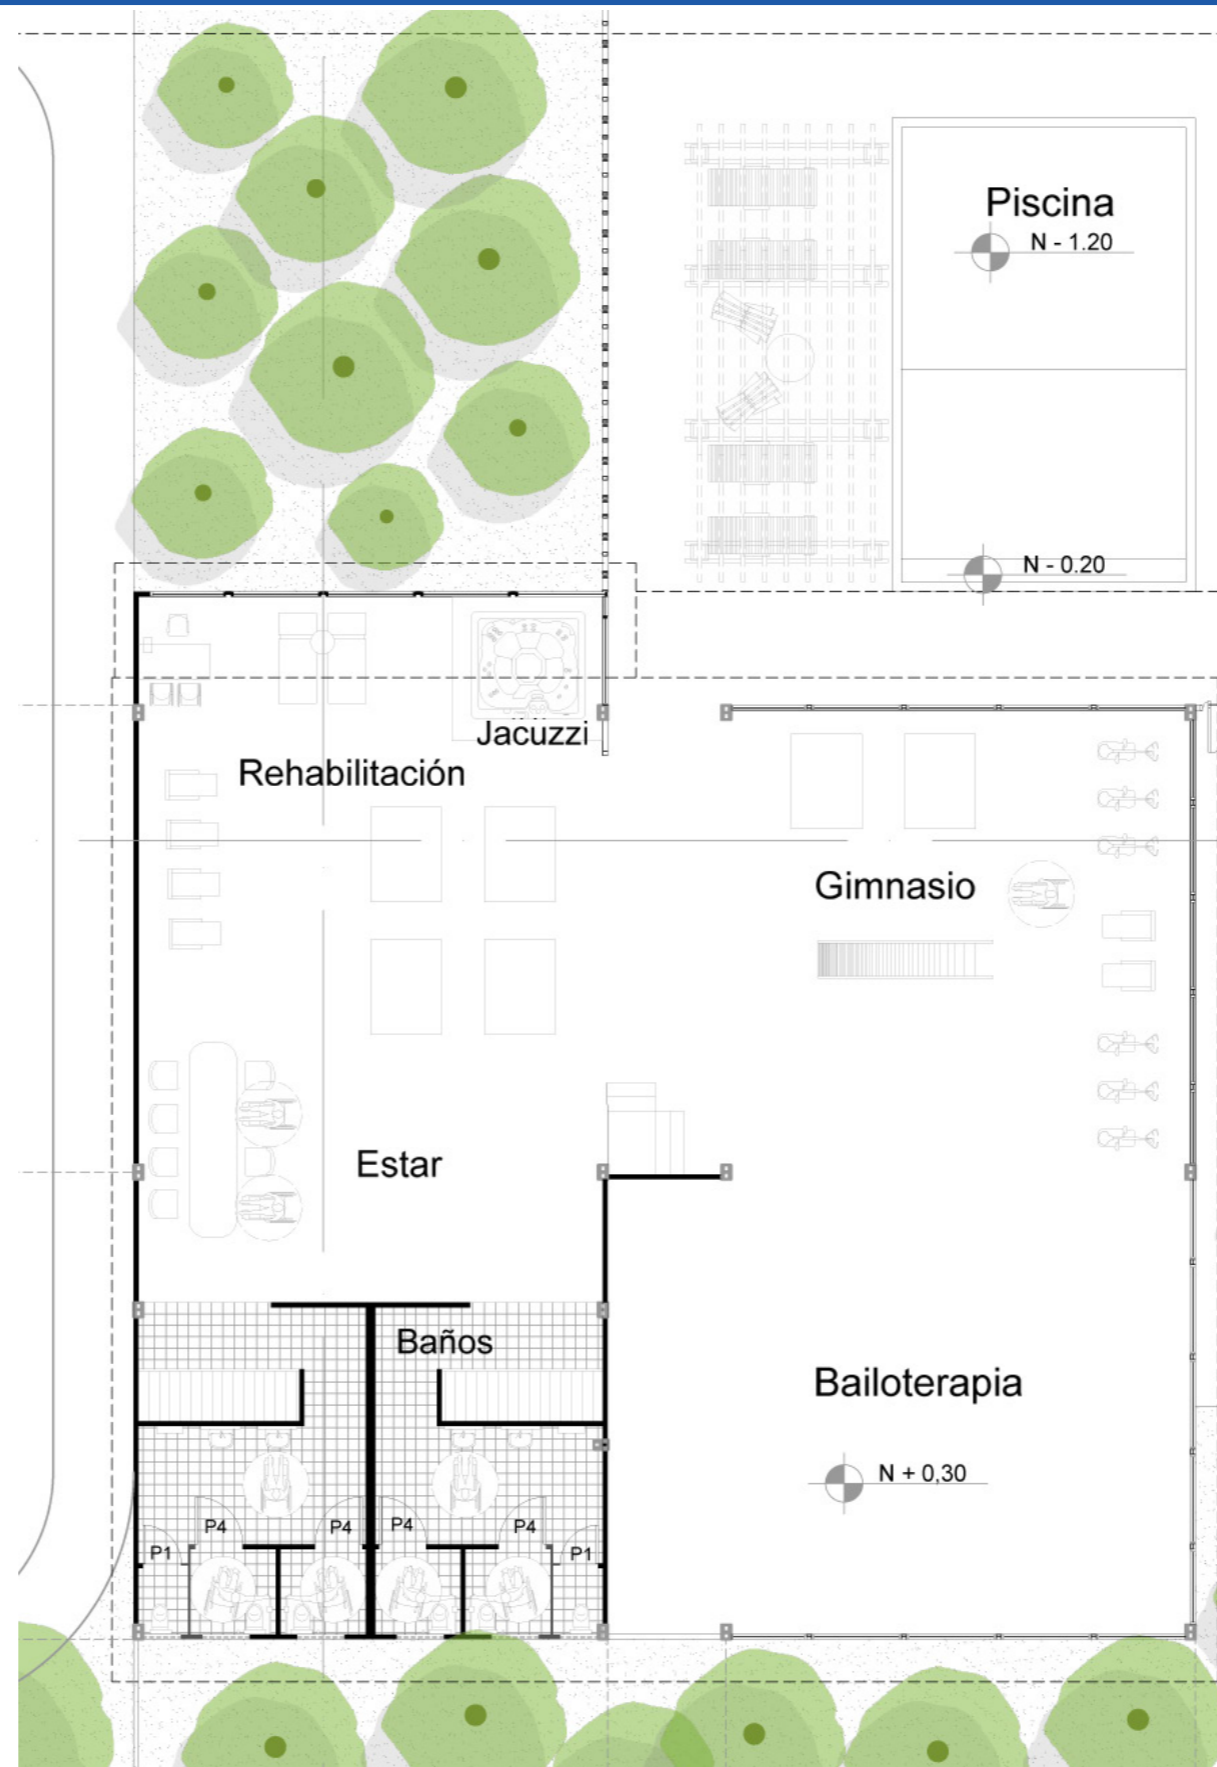 Piscina
N - 1.20
N - 0.20
Jacuzzi
Rehabilitación
Gimnasio
Estar
Baños
Bailoterapia
N + 0,30
P4
P4
P4
P4
P1
P1